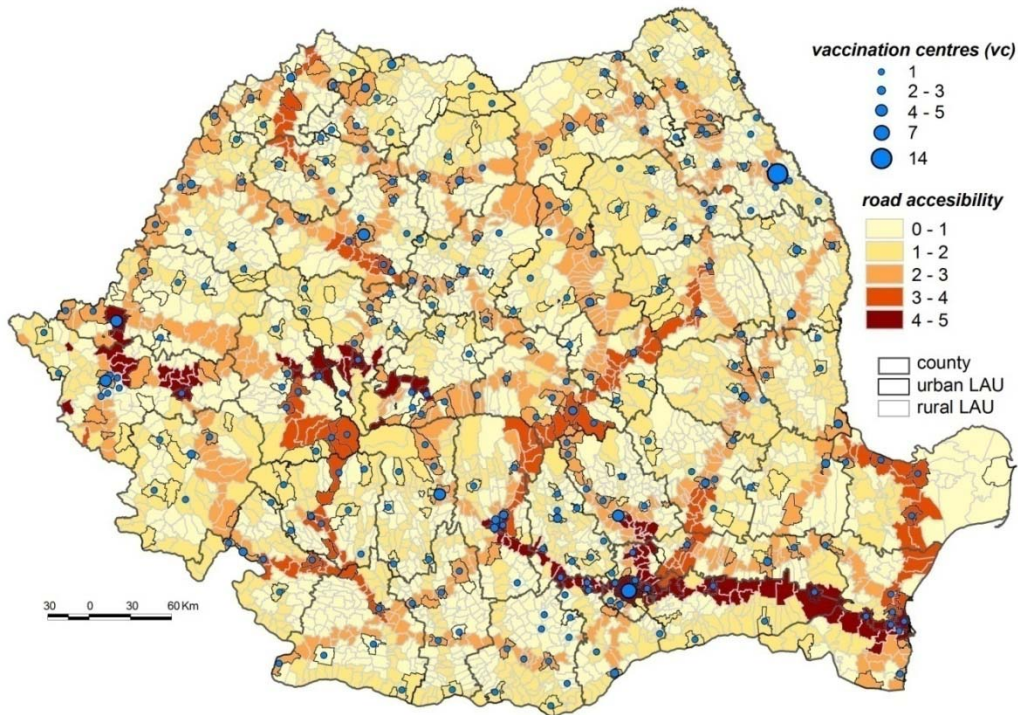 vaccination centres (vc)
1
2 - 3
4 - 5
7
14
road accesibility
0 - 1
1 - 2
2 - 3
3 - 4
4 - 5
county
urban LAU
rural LAU
30 0 30 60 Km